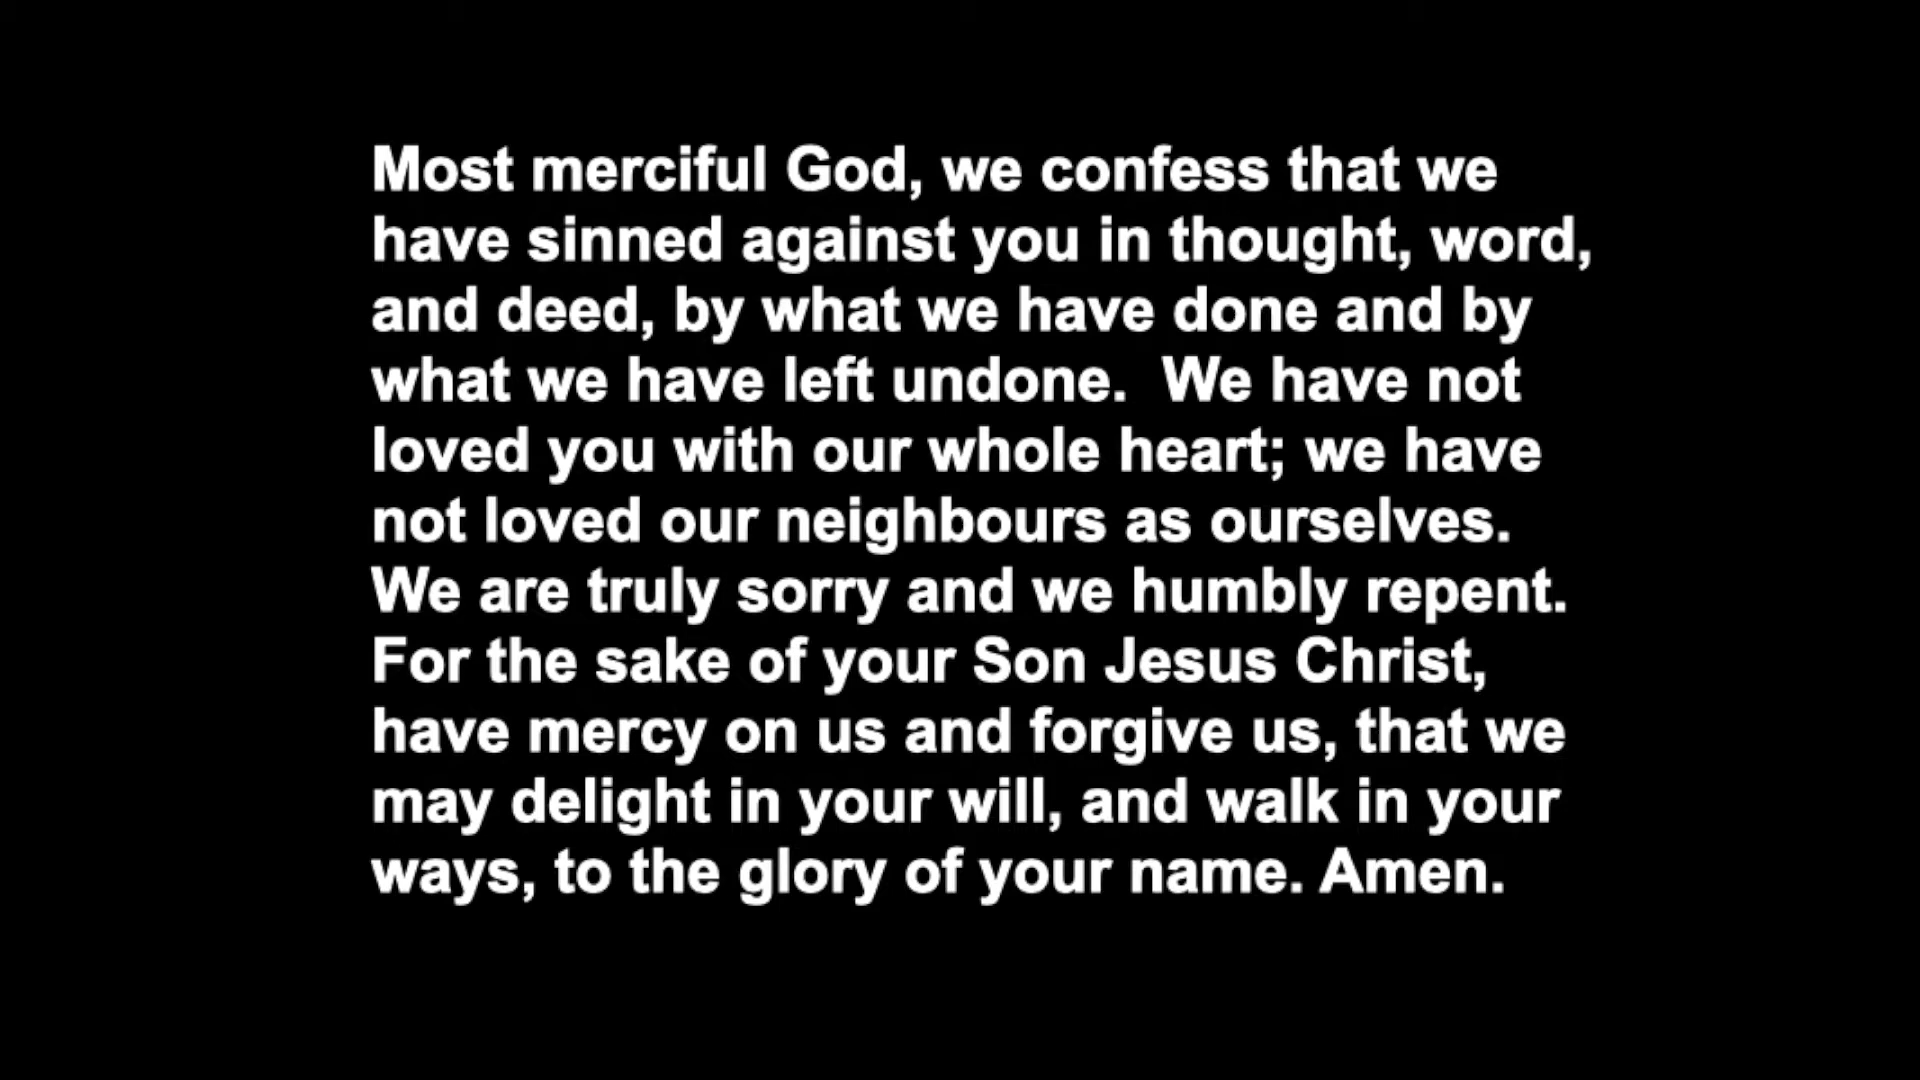 Most merciful God, we confess that we
have sinned against you in thought, word,
and deed, by what we have done and by
what we have left undone.  We have not
loved you with our whole heart; we have
not loved our neighbours as ourselves.
We are truly sorry and we humbly repent.
For the sake of your Son Jesus Christ,
have mercy on us and forgive us, that we
may delight in your will, and walk in your
ways, to the glory of your name. Amen.